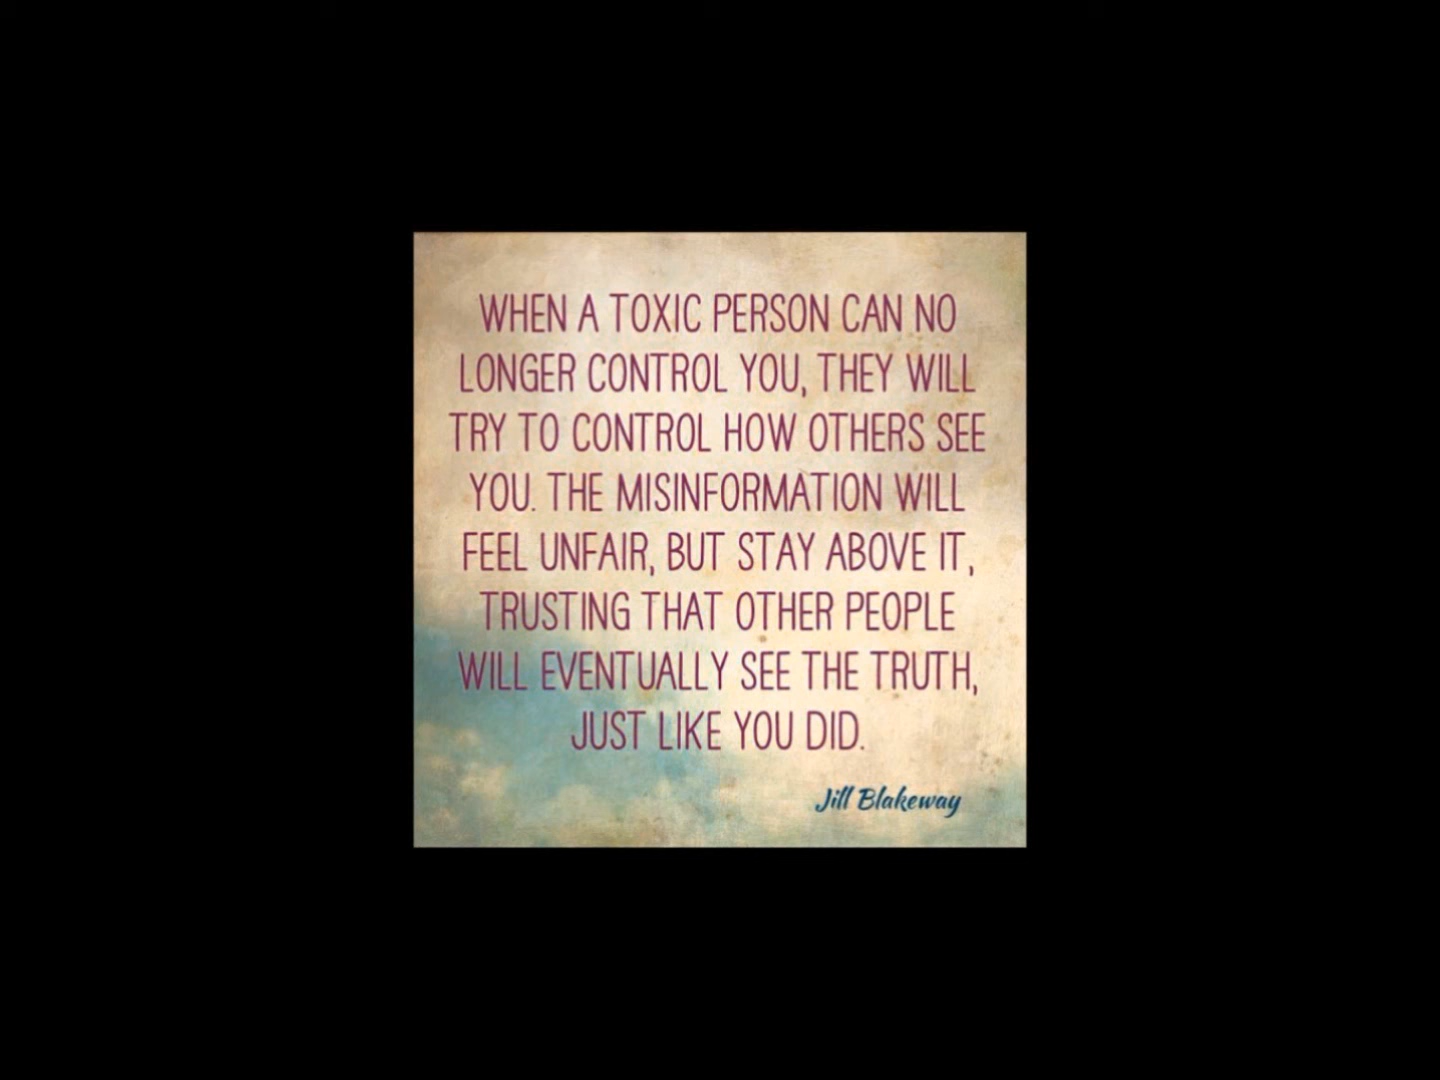 WHEN A TOXIC PERSON CAN NO
LONGER CONTROL YOU, THEY WILL
TRY TO CONTROL HOW OTHERS SEE
YOU. THE MISINFORMATION WILL
FEEL UNFAIR, BUT STAY ABOVE IT,
TRUSTING THAT OTHER PEOPLE
WILL EVENTUALLY SEE THE TRUTH,
JUST LIKE YOU DID.
Jill Blakeway